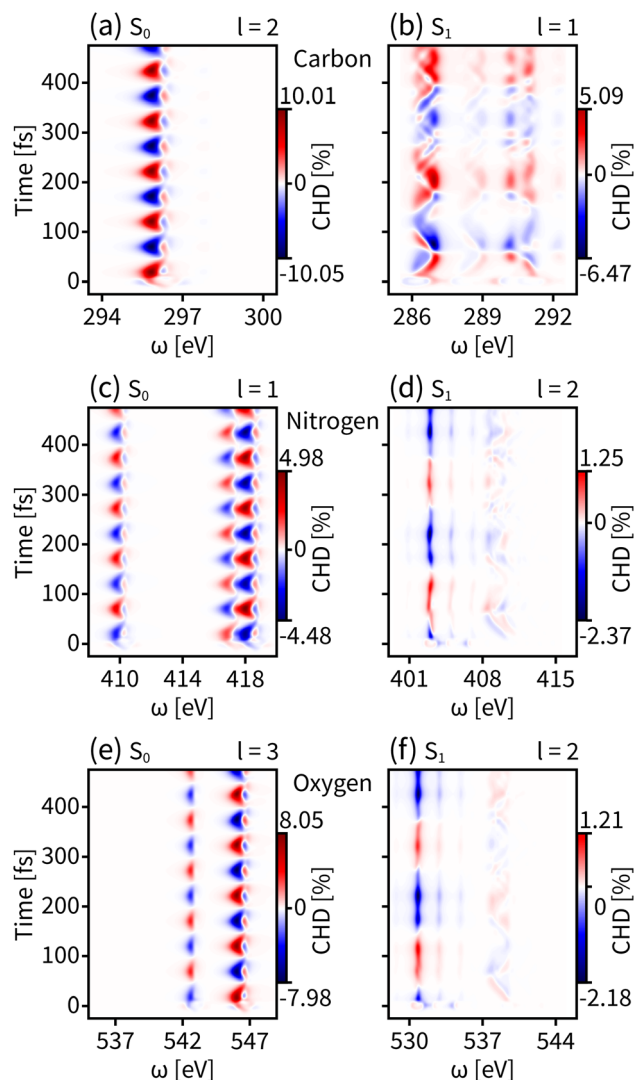 (a) S₀ l = 2
(b) S₁ l = 1
Carbon
Time [fs]
400
300
200
100
0
10.01
0
-10.05
CHD [%]
5.09
0
-6.47
CHD [%]
294 297 300
286 289 292
ω [eV]
ω [eV]
(c) S₀ l = 1
(d) S₁ l = 2
Nitrogen
Time [fs]
400
300
200
100
0
4.98
0
-4.48
CHD [%]
1.25
0
-2.37
CHD [%]
410 414 418
401 408 415
ω [eV]
ω [eV]
(e) S₀ l = 3
(f) S₁ l = 2
Oxygen
Time [fs]
400
300
200
100
0
8.05
0
-7.98
CHD [%]
1.21
0
-2.18
CHD [%]
537 542 547
530 537 544
ω [eV]
ω [eV]